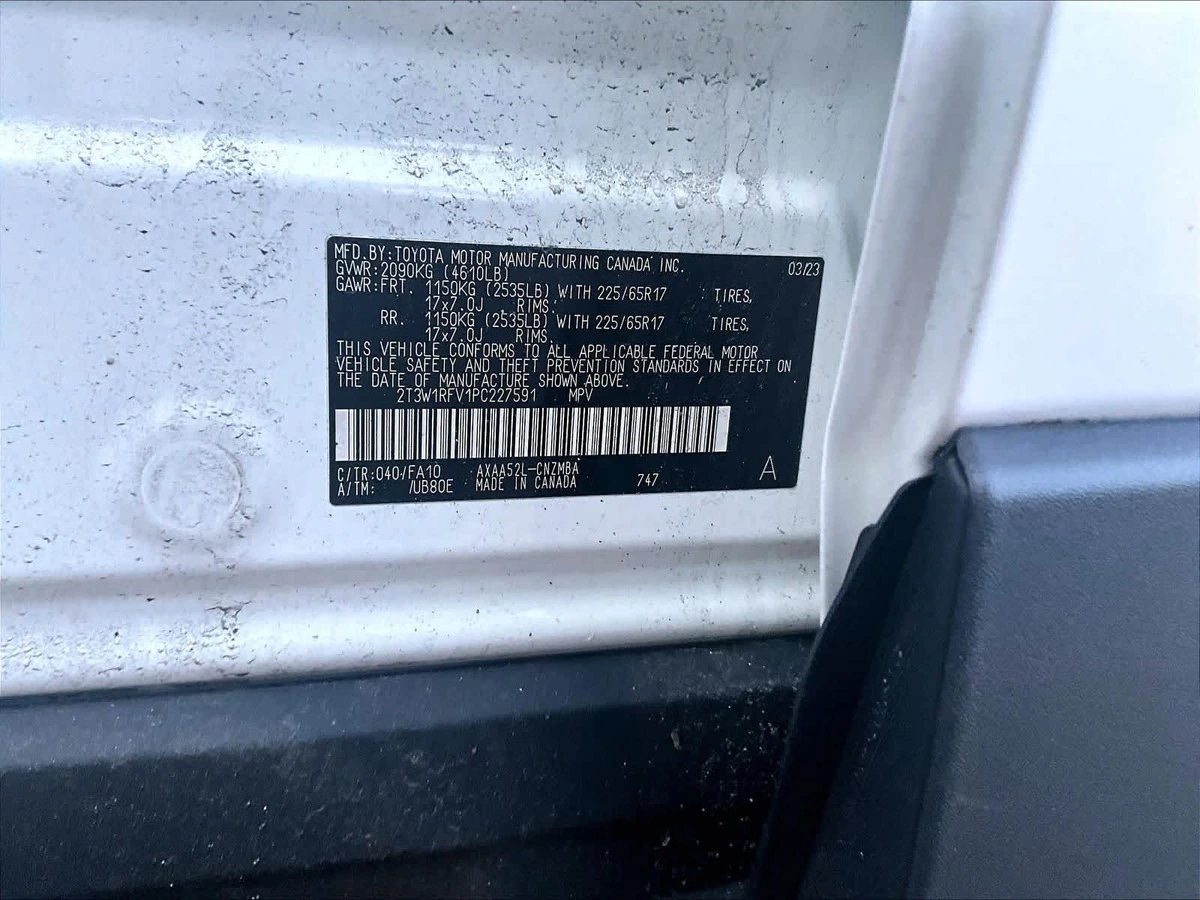 MFD.BY:TOYOTA MOTOR MANUFACTURING CANADA INC. 03/23
GVWR:2090KG (4610LB)
GAWR:FRT. 1150KG (2535LB) WITH 225/65R17 TIRES,
17x7.0J RIMS.
RR. 1150KG (2535LB) WITH 225/65R17 TIRES,
17x7.0J RIMS.
THIS VEHICLE CONFORMS TO ALL APPLICABLE FEDERAL MOTOR
VEHICLE SAFETY AND THEFT PREVENTION STANDARDS IN EFFECT ON
THE DATE OF MANUFACTURE SHOWN ABOVE.
2T3W1RFV1PC227591 MPV
C/TR:040/FA10 AXAA52L-CNZMBA
A/TM: /UB80E MADE IN CANADA 747 A